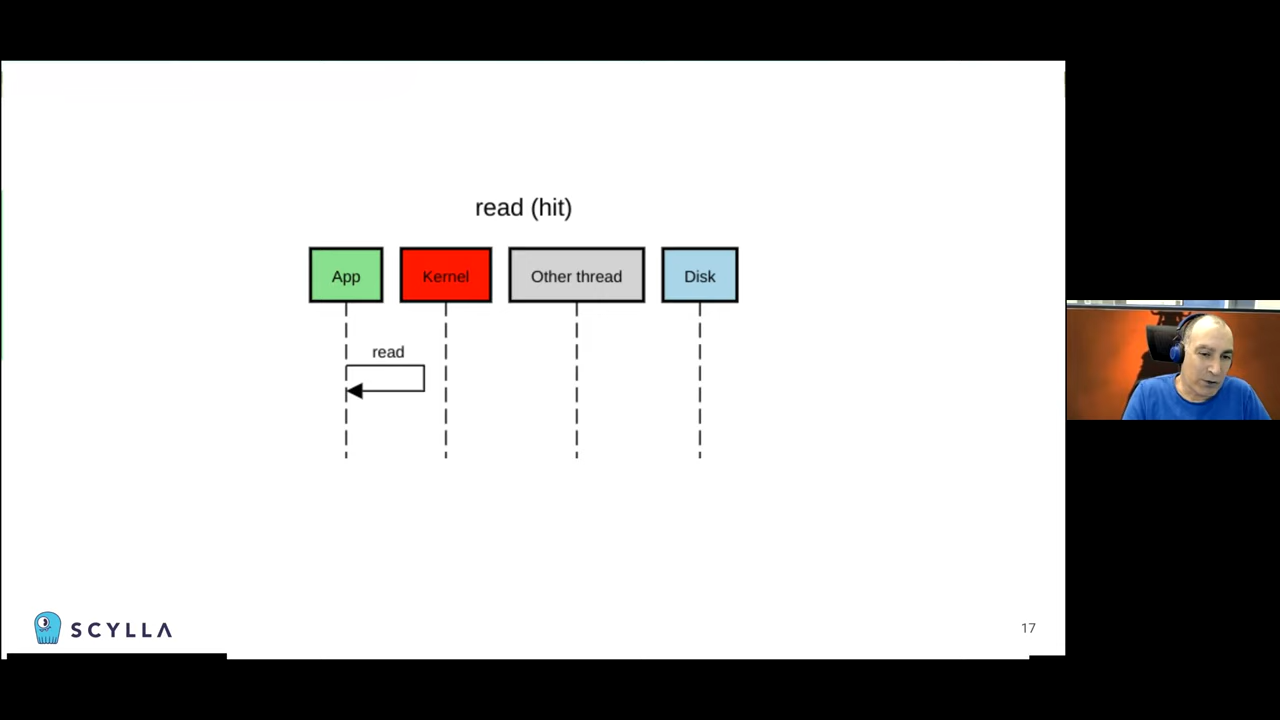 read (hit)
App
Kernel
Other thread
Disk
read
SCYLLA
17